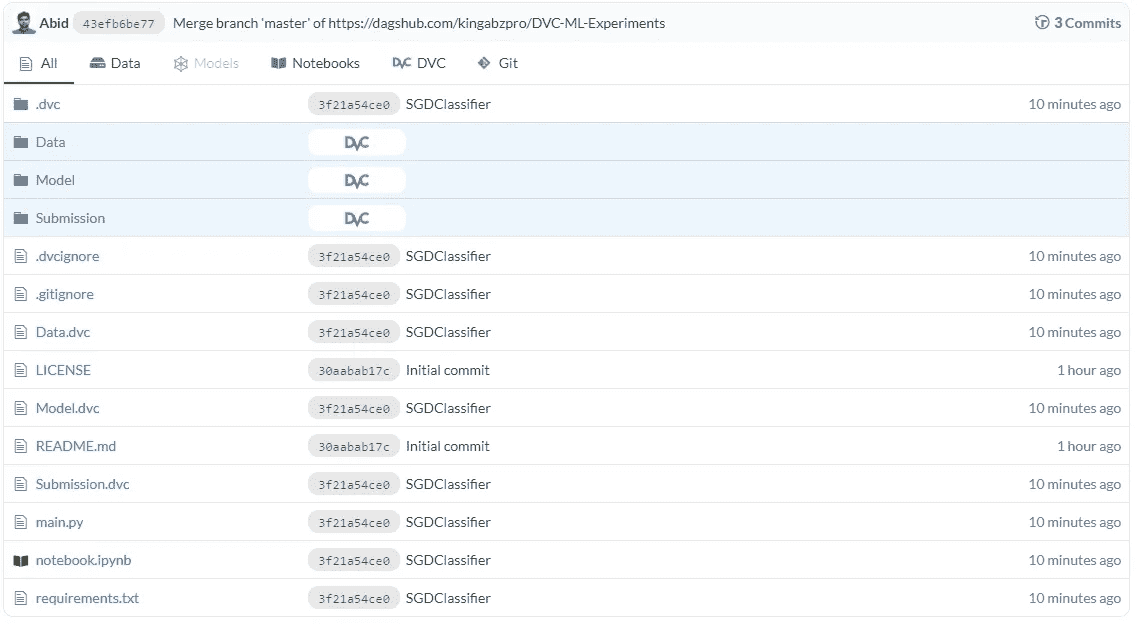 Abid 43efb6be77 Merge branch 'master' of https://dagshub.com/kingabzpro/DVC-ML-Experiments 3 Commits
All Data Models Notebooks DVC DVC Git
.dvc 3f21a54ce0 SGDClassifier 10 minutes ago
Data DVC
Model DVC
Submission DVC
.dvcignore 3f21a54ce0 SGDClassifier 10 minutes ago
.gitignore 3f21a54ce0 SGDClassifier 10 minutes ago
Data.dvc 3f21a54ce0 SGDClassifier 10 minutes ago
LICENSE 30aabab17c Initial commit 1 hour ago
Model.dvc 3f21a54ce0 SGDClassifier 10 minutes ago
README.md 30aabab17c Initial commit 1 hour ago
Submission.dvc 3f21a54ce0 SGDClassifier 10 minutes ago
main.py 3f21a54ce0 SGDClassifier 10 minutes ago
notebook.ipynb 3f21a54ce0 SGDClassifier 10 minutes ago
requirements.txt 3f21a54ce0 SGDClassifier 10 minutes ago